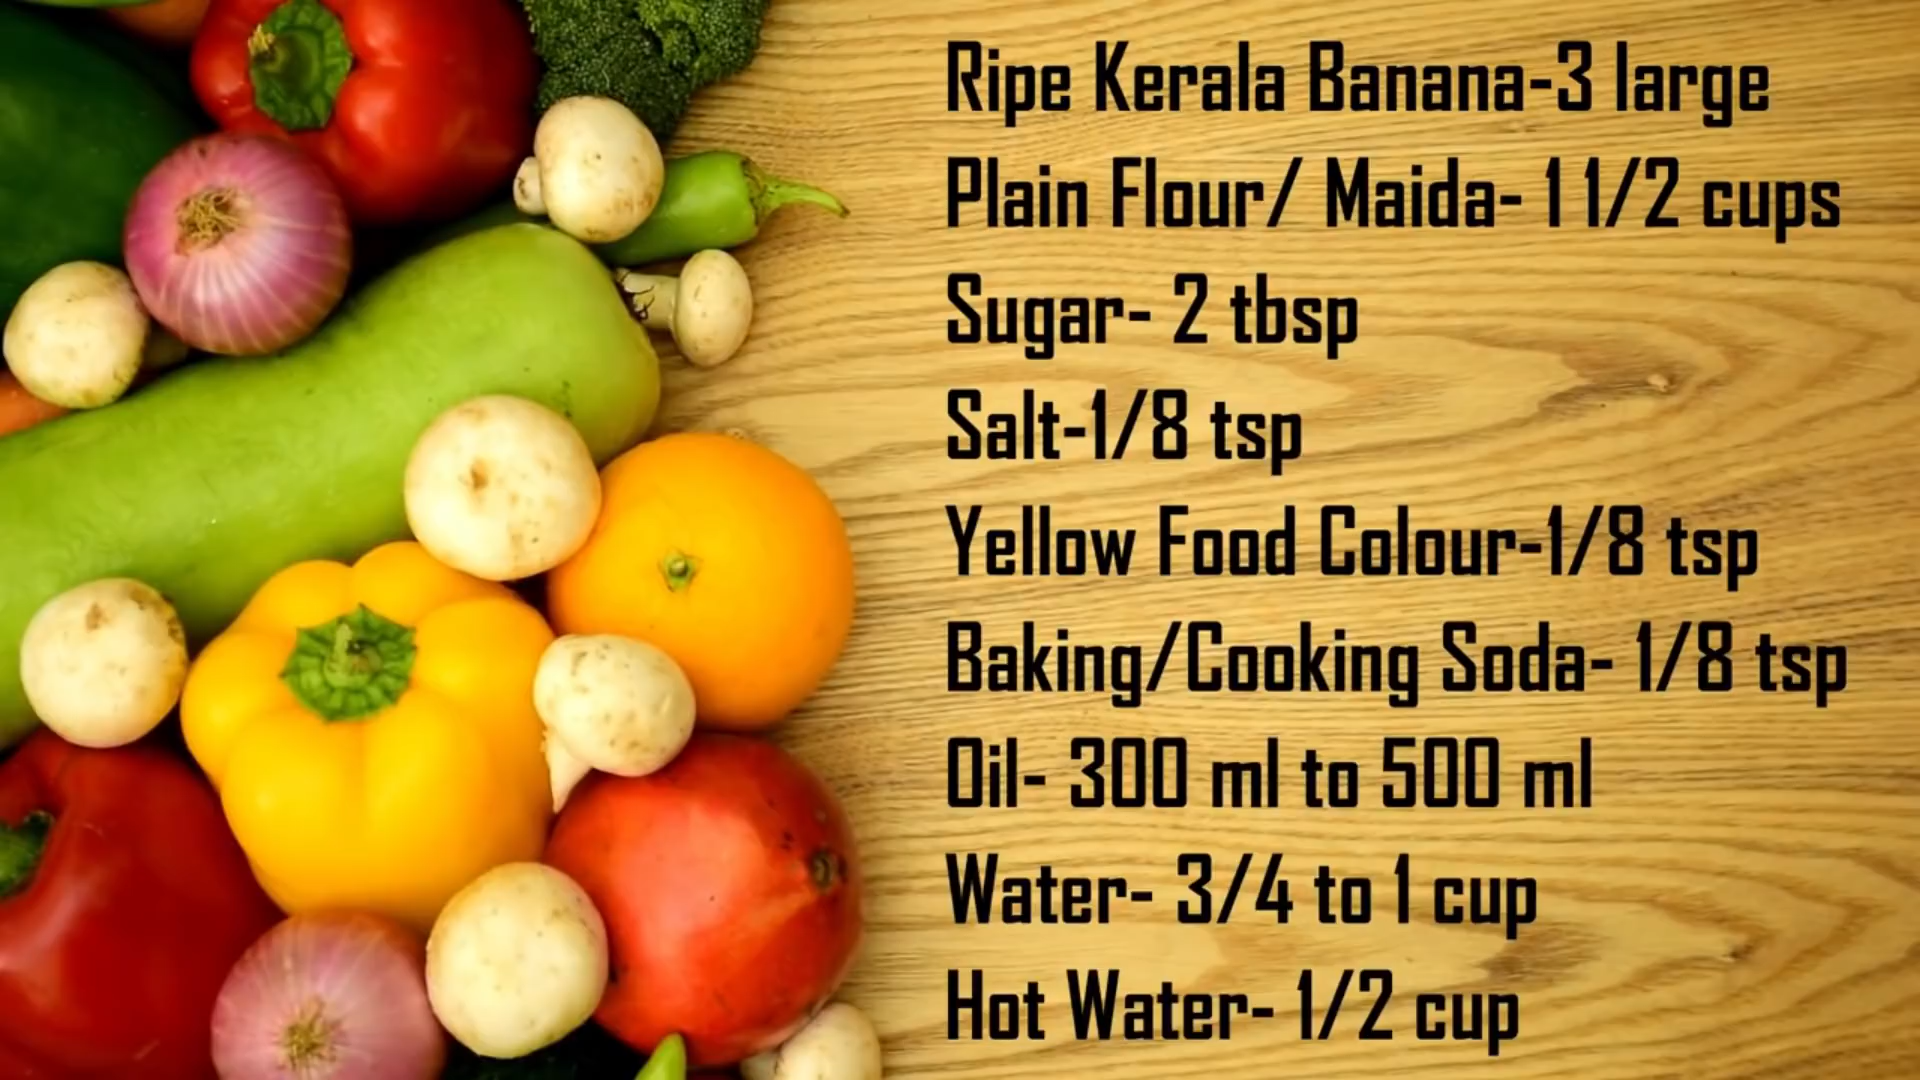 Ripe Kerala Banana-3 large
Plain Flour/ Maida- 1 1/2 cups
Sugar- 2 tbsp
Salt-1/8 tsp
Yellow Food Colour-1/8 tsp
Baking/Cooking Soda- 1/8 tsp
Oil- 300 ml to 500 ml
Water- 3/4 to 1 cup
Hot Water- 1/2 cup